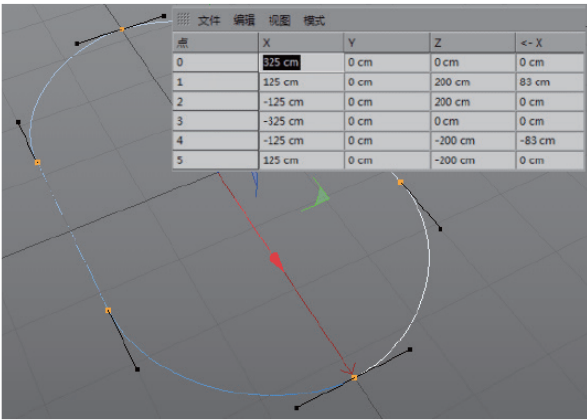 文件 编辑 视图 模式
点 X Y Z <- X
0 325 cm 0 cm 0 cm 0 cm
1 125 cm 0 cm 200 cm 83 cm
2 -125 cm 0 cm 200 cm 0 cm
3 -325 cm 0 cm 0 cm 0 cm
4 -125 cm 0 cm -200 cm -83 cm
5 125 cm 0 cm -200 cm 0 cm